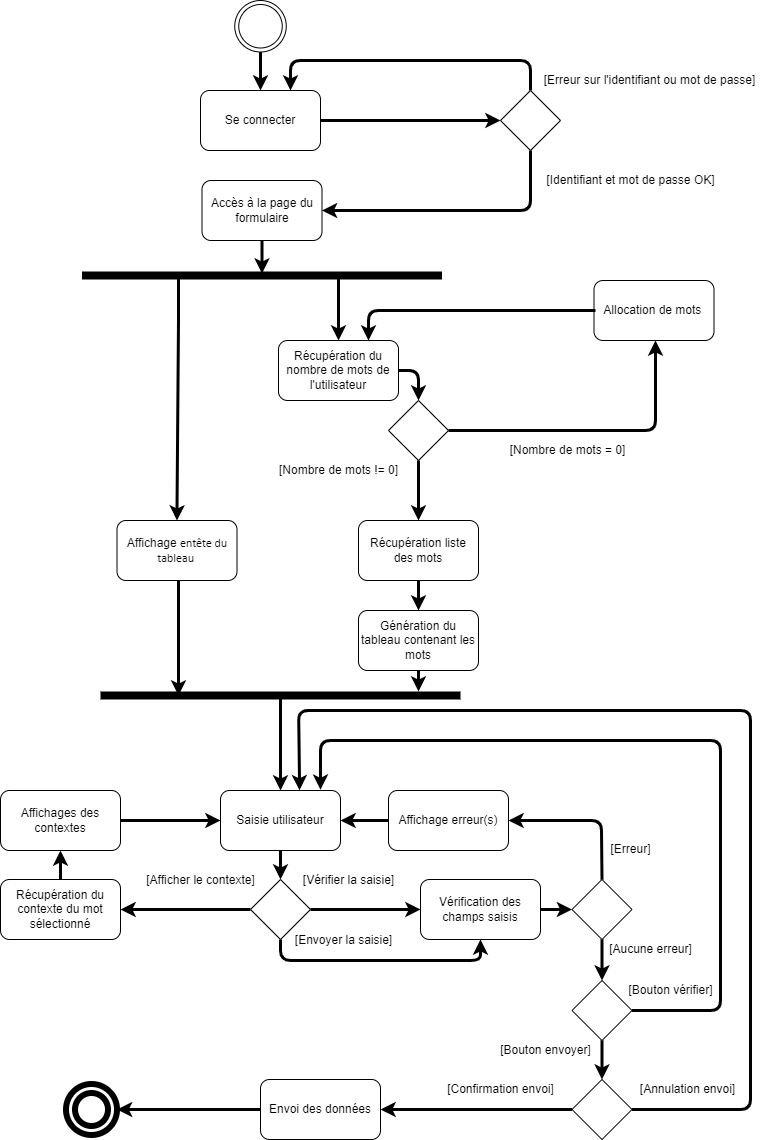 [Erreur sur l'identifiant ou mot de passe]
Se connecter
[Identifiant et mot de passe OK]
Accès à la page du
formulaire
Allocation de mots
Récupération du
nombre de mots de
l'utilisateur
[Nombre de mots = 0]
[Nombre de mots != 0]
Affichage entête du
tableau
Récupération liste
des mots
Génération du
tableau contenant les
mots
Affichages des
contextes
Saisie utilisateur
Affichage erreur(s)
[Erreur]
[Afficher le contexte]
[Vérifier la saisie]
Récupération du
contexte du mot
sélectionné
Vérification des
champs saisis
[Envoyer la saisie]
[Aucune erreur]
[Bouton vérifier]
[Bouton envoyer]
[Confirmation envoi]
[Annulation envoi]
Envoi des données